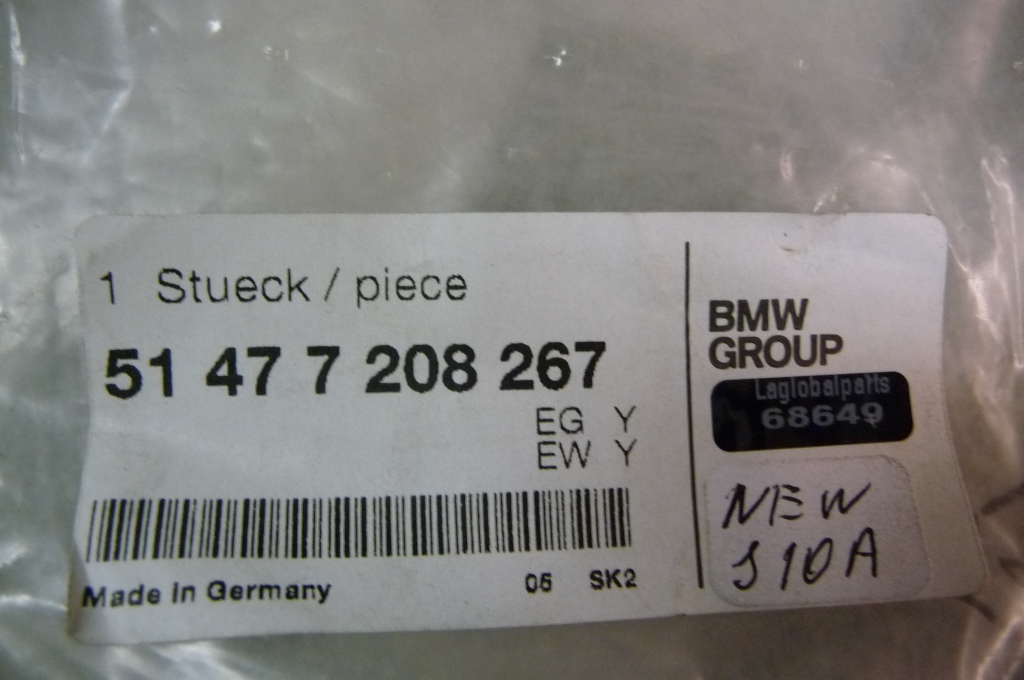 1 Stueck / piece
51 47 7 208 267
EG Y
EW Y
Made in Germany 05 SK2
BMW
GROUP
Laglobalparts
68649
NEW
S10A